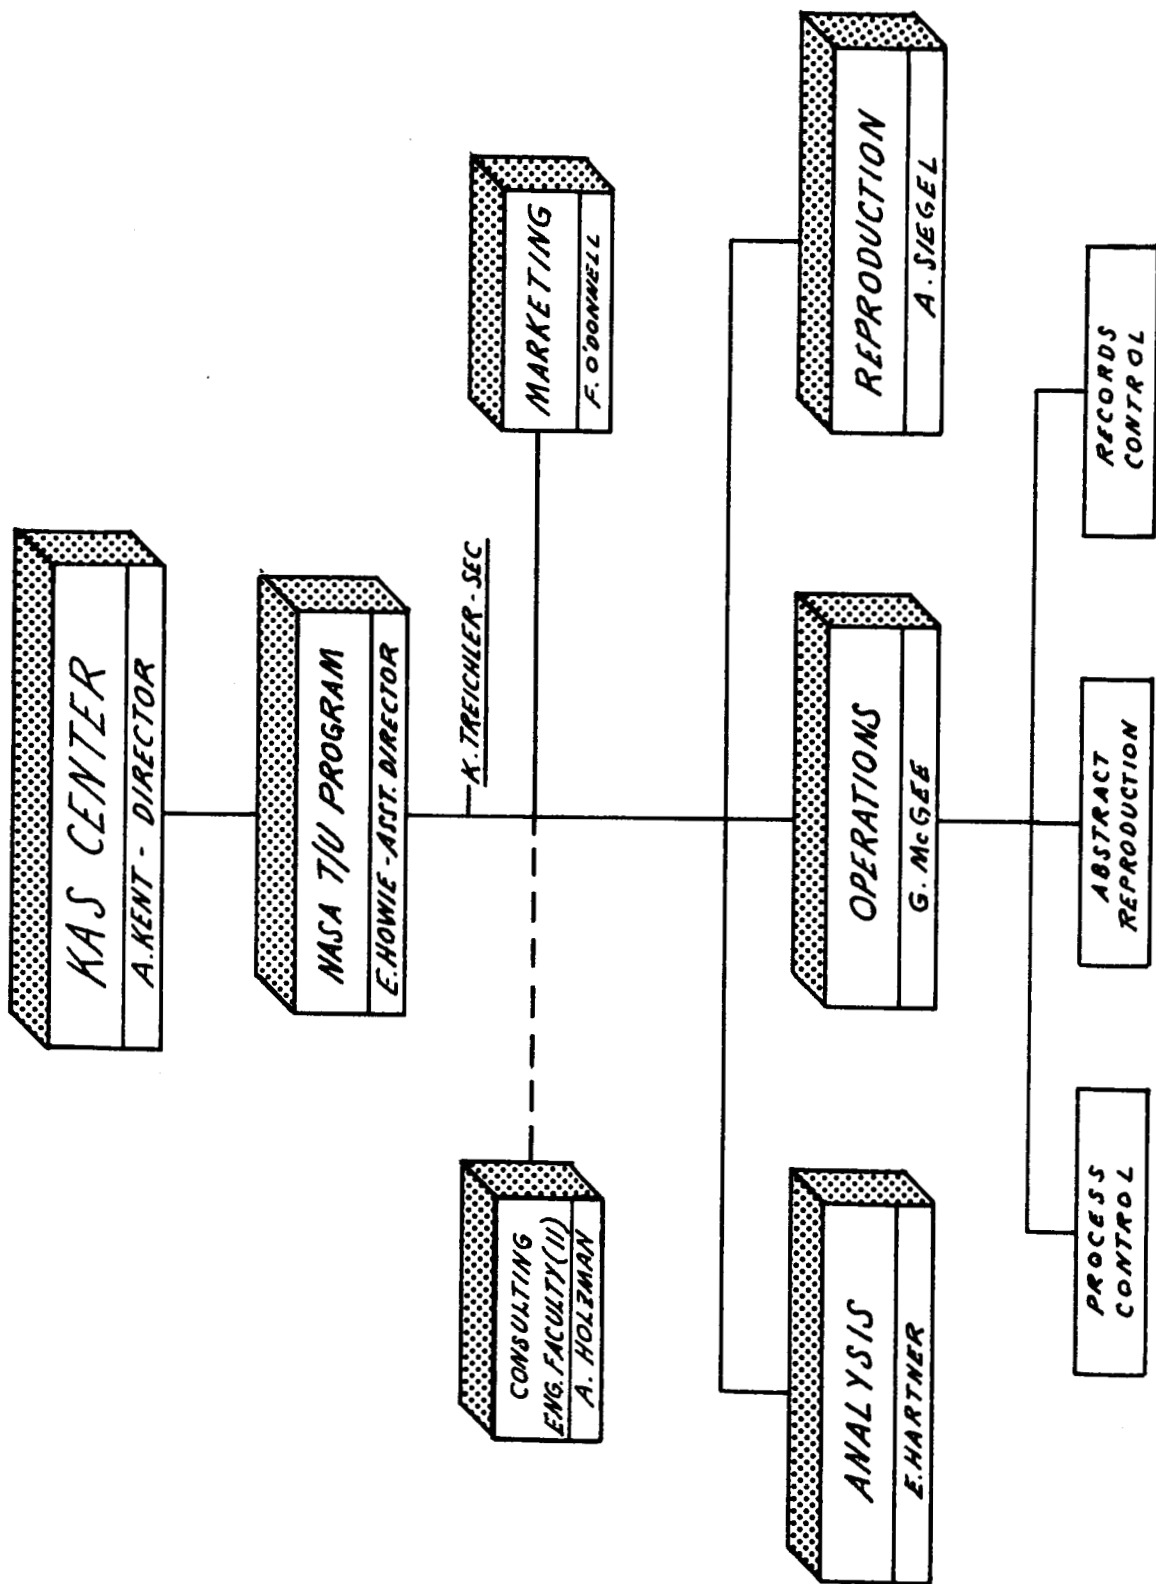 KAS CENTER
A. KENT - DIRECTOR
NASA T/U PROGRAM
E. HOWIE - ASST. DIRECTOR
K. TREICHLER - SEC
CONSULTING
ENG. FACULTY (11)
A. HOLZMAN
MARKETING
F. O'DONNELL
ANALYSIS
E. HARTNER
OPERATIONS
G. McGEE
REPRODUCTION
A. SIEGEL
PROCESS
CONTROL
ABSTRACT
REPRODUCTION
RECORDS
CONTROL